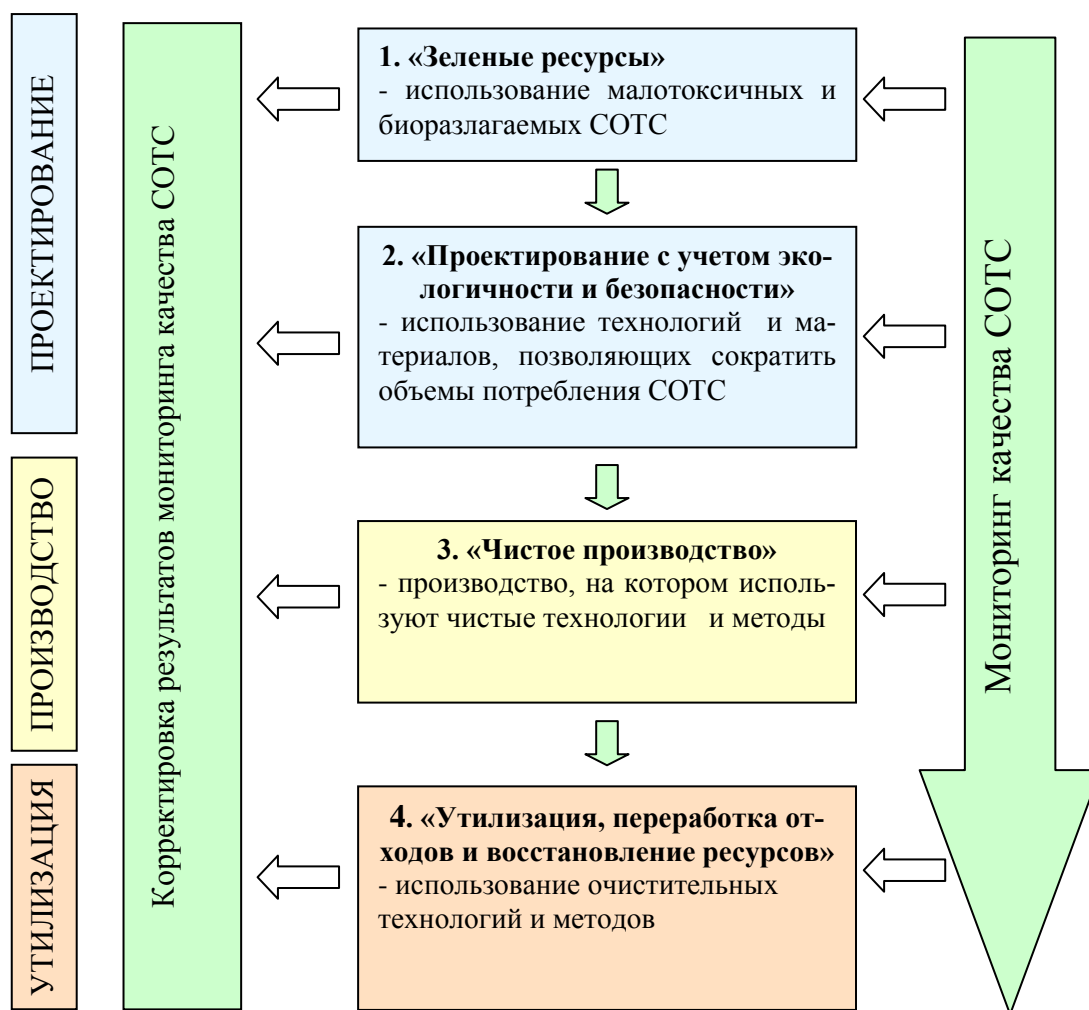 ПРОЕКТИРОВАНИЕ
ПРОИЗВОДСТВО
УТИЛИЗАЦИЯ
Корректировка результатов мониторинга качества СОТС
1. «Зеленые ресурсы»
- использование малотоксичных и
биоразлагаемых СОТС
2. «Проектирование с учетом эко-
логичности и безопасности»
- использование технологий и ма-
териалов, позволяющих сократить
объемы потребления СОТС
3. «Чистое производство»
- производство, на котором исполь-
зуют чистые технологии и методы
4. «Утилизация, переработка от-
ходов и восстановление ресурсов»
- использование очистительных
технологий и методов
Мониторинг качества СОТС